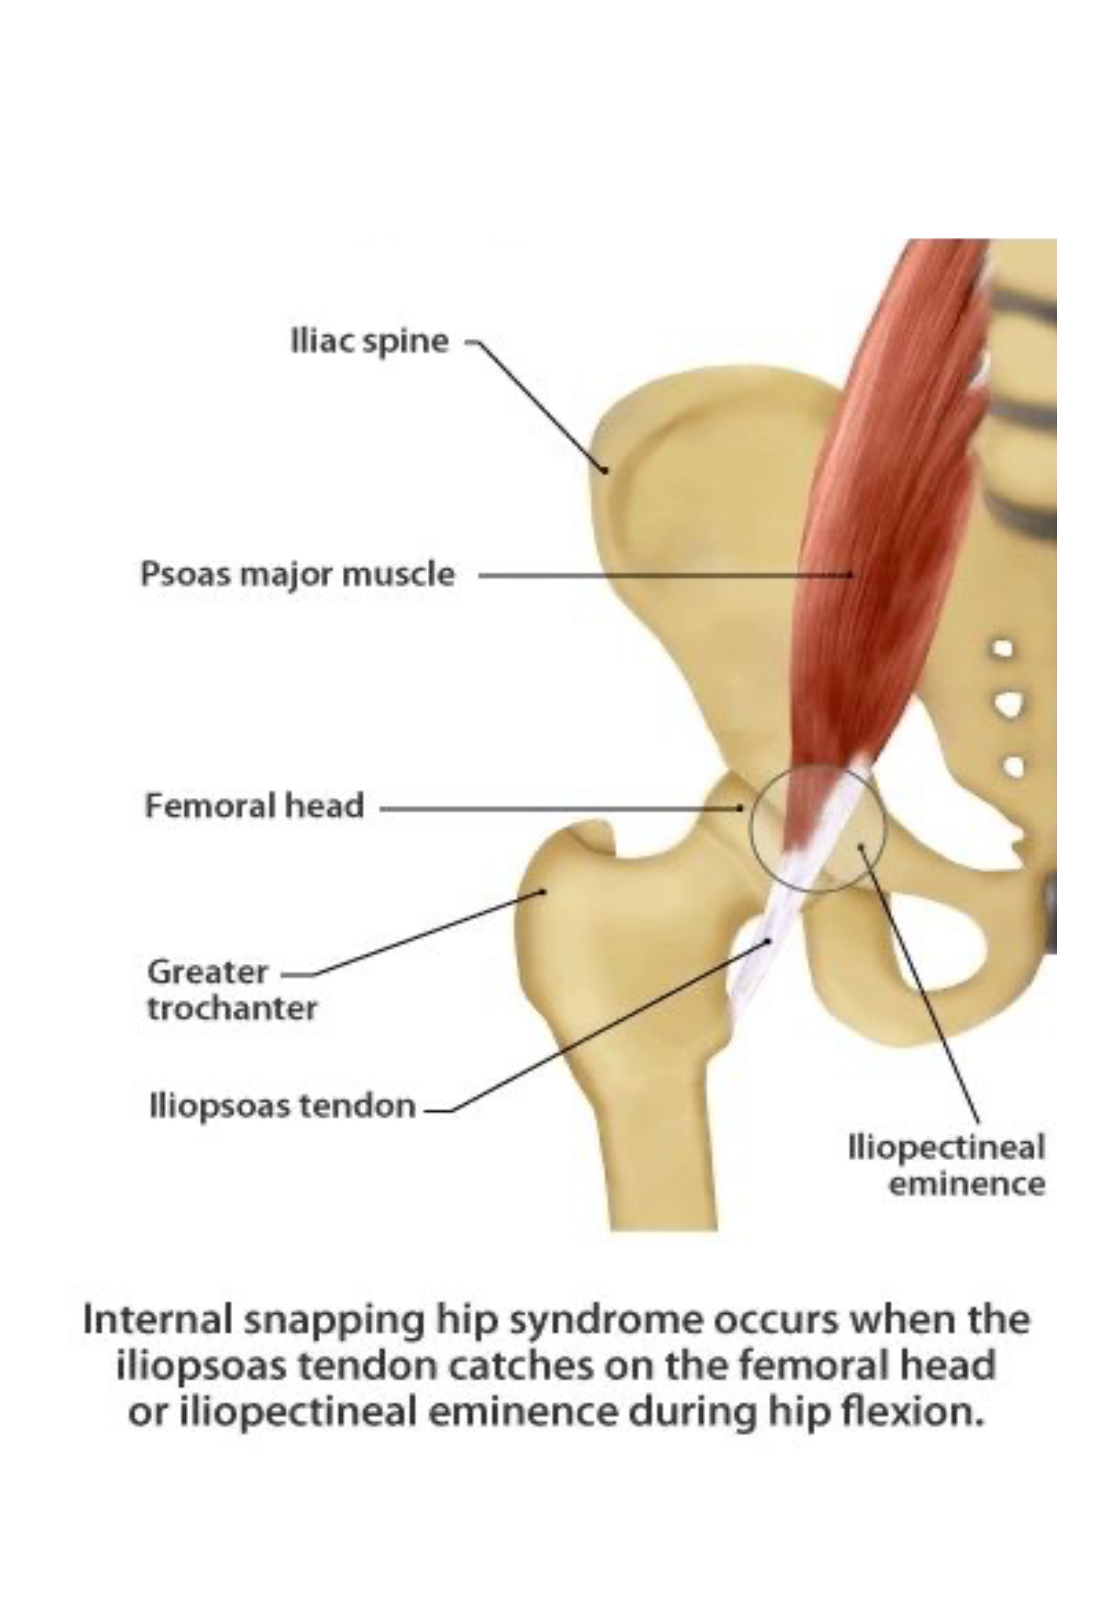 Iliac spine
Psoas major muscle
Femoral head
Greater
trochanter
Iliopsoas tendon
Iliopectineal
eminence
Internal snapping hip syndrome occurs when the
iliopsoas tendon catches on the femoral head
or iliopectineal eminence during hip flexion.